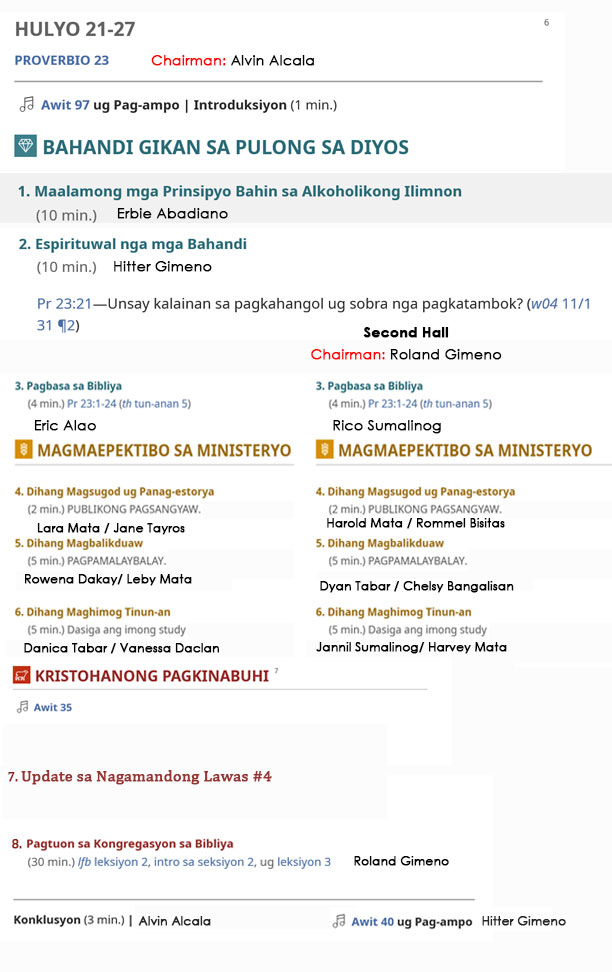 HULYO 21-27
6
PROVERBIO 23 Chairman: Alvin Alcala
Awit 97 ug Pag-ampo | Introduksiyon (1 min.)
BAHANDI GIKAN SA PULONG SA DIYOS
1. Maalamong mga Prinsipyo Bahin sa Alkoholikong Ilimnon
(10 min.) Erbie Abadiano
2. Espirituwal nga mga Bahandi
(10 min.) Hitter Gimeno
Pr 23:21—Unsay kalainan sa pagkahangol ug sobra nga pagkatambok? (w04 11/1
31 ¶2)
Second Hall
Chairman: Roland Gimeno
3. Pagbasa sa Bibliya
(4 min.) Pr 23:1-24 (th tun-anan 5)
Eric Alao
MAGMAEPEKTIBO SA MINISTERYO
4. Dihang Magsugod ug Panag-estorya
(2 min.) PUBLIKONG PAGSANGYAW.
Lara Mata / Jane Tayros
5. Dihang Magbalikduaw
(5 min.) PAGPAMALAYBALAY.
Rowena Dakay/ Leby Mata
6. Dihang Maghimog Tinun-an
(5 min.) Dasiga ang imong study
Danica Tabar / Vanessa Daclan
3. Pagbasa sa Bibliya
(4 min.) Pr 23:1-24 (th tun-anan 5)
Rico Sumalinog
MAGMAEPEKTIBO SA MINISTERYO
4. Dihang Magsugod ug Panag-estorya
(2 min.) PUBLIKONG PAGSANGYAW.
Harold Mata / Rommel Bisitas
5. Dihang Magbalikduaw
(5 min.) PAGPAMALAYBALAY.
Dyan Tabar / Chelsy Bangalisan
6. Dihang Maghimog Tinun-an
(5 min.) Dasiga ang imong study
Jannil Sumalinog/ Harvey Mata
KRISTOHANONG PAGKINABUHI 7
Awit 35
7. Update sa Nagamandong Lawas #4
8. Pagtuon sa Kongregasyon sa Bibliya
(30 min.) lfb leksiyon 2, intro sa seksiyon 2, ug leksiyon 3 Roland Gimeno
Konklusyon (3 min.) | Alvin Alcala Awit 40 ug Pag-ampo Hitter Gimeno